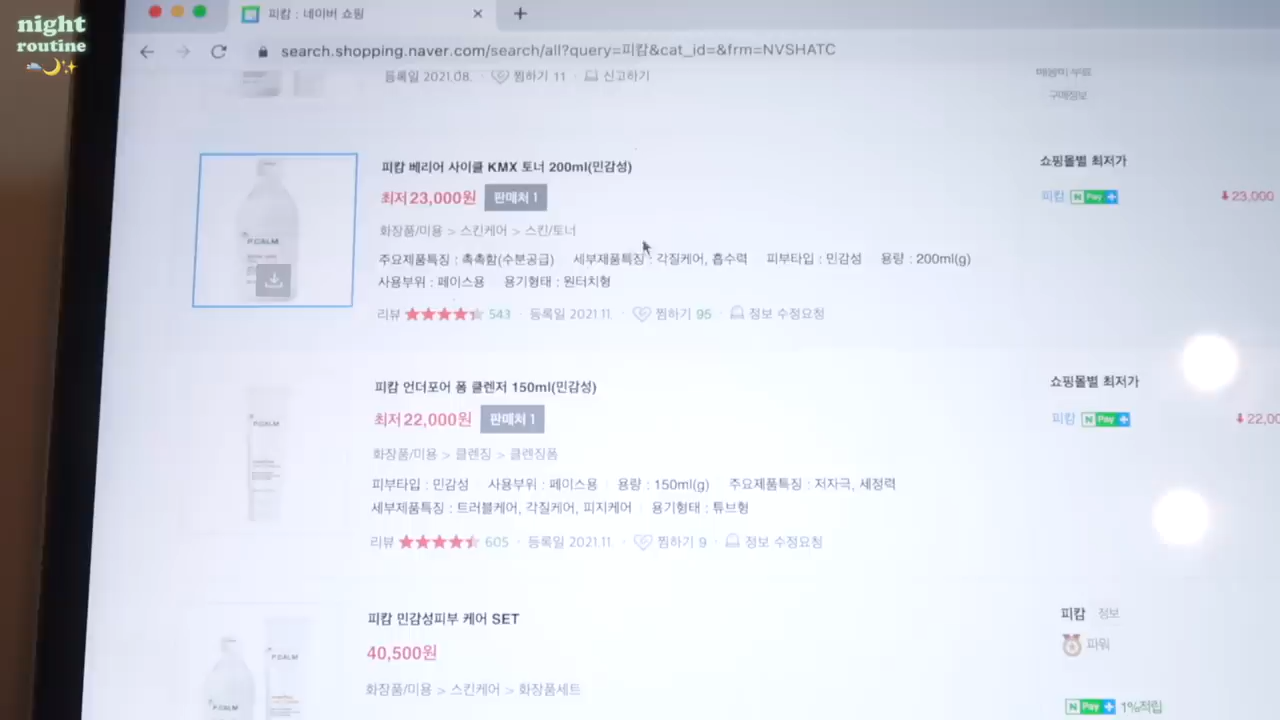 night
routine
피캄 : 네이버 쇼핑
search.shopping.naver.com/search/all?query=피캄&cat_id=&frm=NVSHATC
등록일 2021.08. · 찜하기 11 · 신고하기
구매정보
피캄 베리어 사이클 KMX 토너 200ml(민감성)
쇼핑몰별 최저가
최저 23,000원 판매처 1
피캄 N Pay + 23,000
화장품/미용 > 스킨케어 > 스킨/토너
주요제품특징 : 촉촉함(수분공급) 세부제품특징 : 각질케어, 흡수력 피부타입 : 민감성 용량 : 200ml(g)
사용부위 : 페이스용 용기형태 : 원터치형
리뷰 543 · 등록일 2021.11. · 찜하기 95 · 정보 수정요청
P.CALM
피캄 언더포어 폼 클렌저 150ml(민감성)
쇼핑몰별 최저가
최저 22,000원 판매처 1
피캄 N Pay + 22,00
화장품/미용 > 클렌징 > 클렌징폼
피부타입 : 민감성 사용부위 : 페이스용 용량 : 150ml(g) 주요제품특징 : 저자극, 세정력
세부제품특징 : 트러블케어, 각질케어, 피지케어 용기형태 : 튜브형
리뷰 605 · 등록일 2021.11. · 찜하기 9 · 정보 수정요청
P.CALM
피캄 민감성피부 케어 SET
피캄 정보
40,500원
파워
화장품/미용 > 스킨케어 > 화장품세트
N Pay + 1%적립
P.CALM
P.CALM